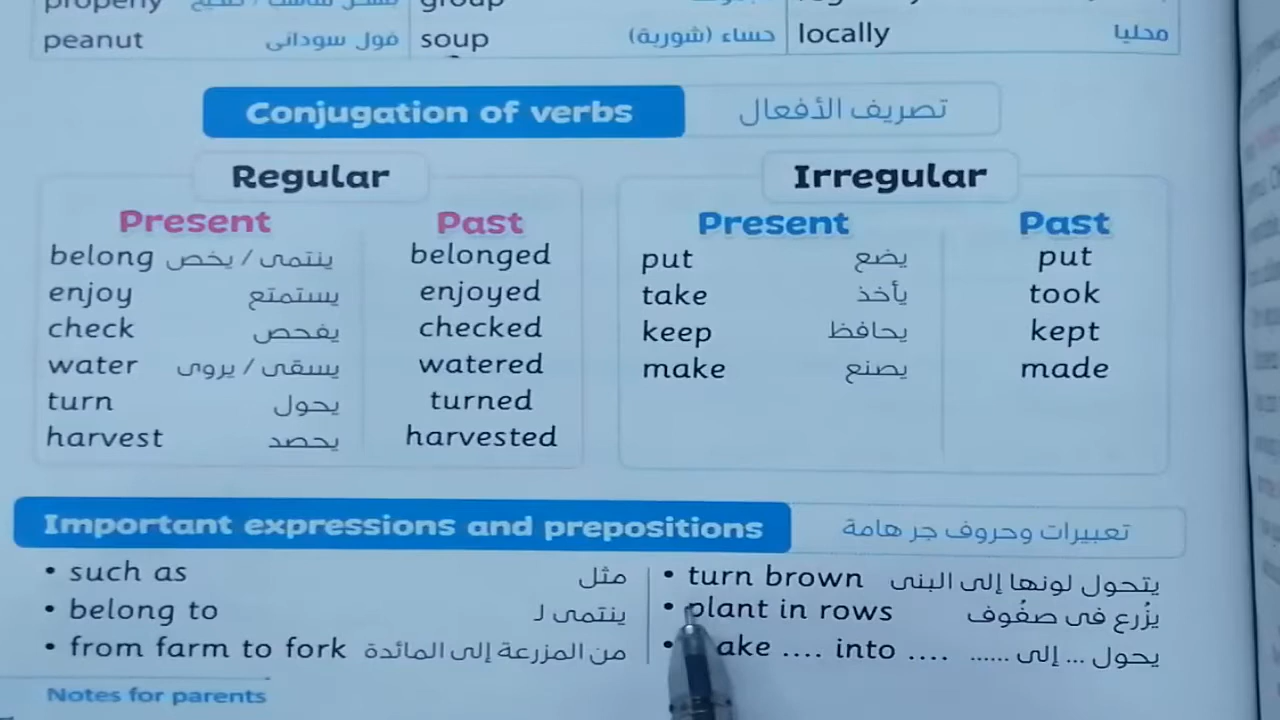 peanut فول سودانى soup حساء (شوربة) locally محليا
Conjugation of verbs تصريف الأفعال
Regular
Present Past
belong ينتمى / يخص belonged
enjoy يستمتع enjoyed
check يفحص checked
water يسقى / يروى watered
turn يحول turned
harvest يحصد harvested
Irregular
Present Past
put يضع put
take يأخذ took
keep يحافظ kept
make يصنع made
Important expressions and prepositions تعبيرات وحروف جر هامة
• such as مثل
• belong to ينتمى لـ
• from farm to fork من المزرعة إلى المائدة
• turn brown يتحول لونها إلى البنى
• plant in rows يزُرع فى صفُوف
• ake .... into .... يحول ... إلى ......
Notes for parents